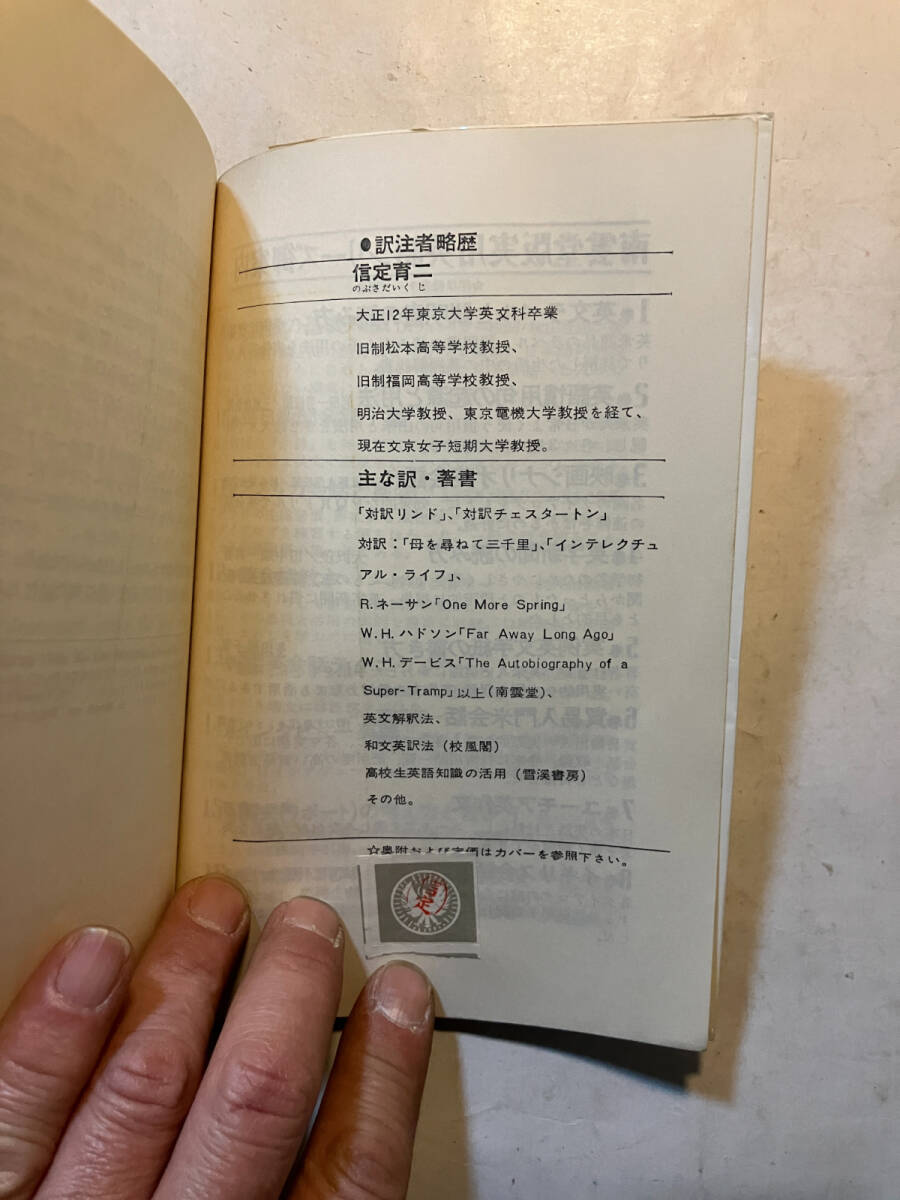 ●訳注者略歴
信定育二
のぶさだいくじ
大正12年東京大学英文科卒業
旧制松本高等学校教授、
旧制福岡高等学校教授、
明治大学教授、東京電機大学教授を経て、
現在文京女子短期大学教授。
主な訳・著書
「対訳リンド」、「対訳チェスタートン」
対訳：「母を尋ねて三千里」、「インテレクチュ
アル・ライフ」、
R.ネーサン「One More Spring」
W.H.ハドソン「Far Away Long Ago」
W.H.デービス「The Autobiography of a
Super-Tramp」以上（南雲堂）、
英文解釈法、
和文英訳法（校風閣）
高校生英語知識の活用（雪渓書房）
その他。
☆奥附および定価はカバーを参照下さい。
信定